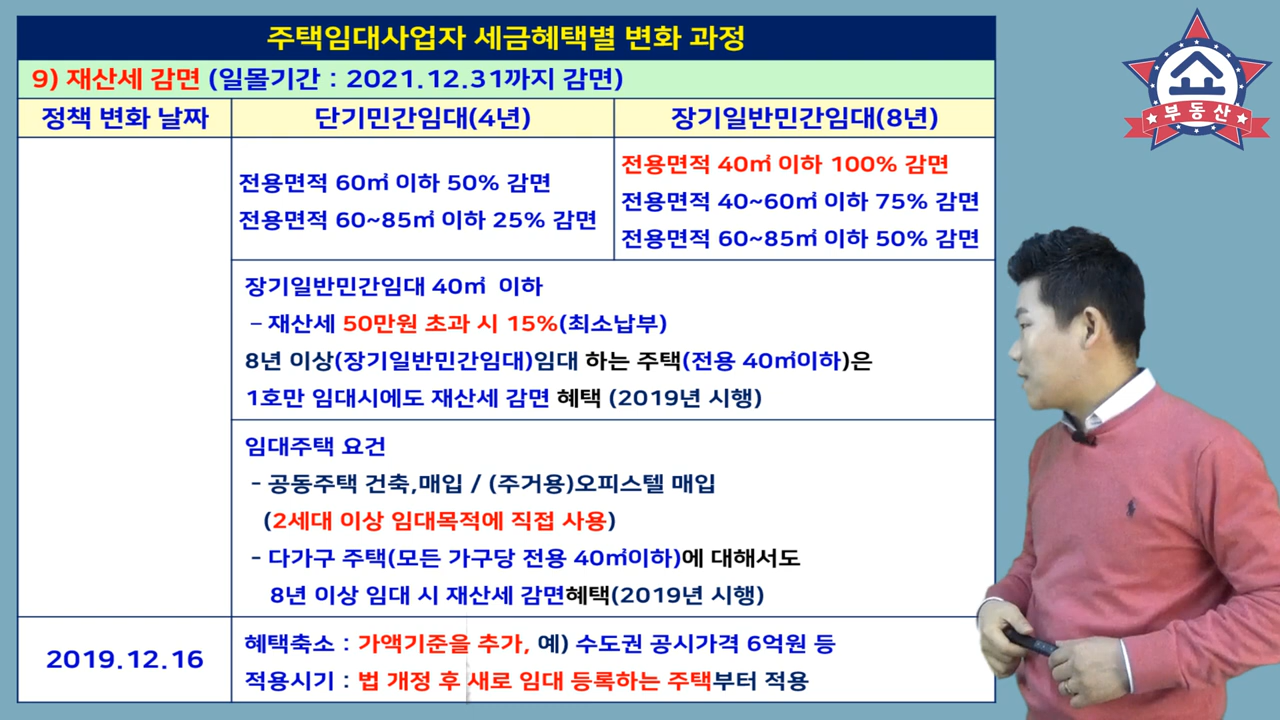 주택임대사업자 세금혜택별 변화 과정
9) 재산세 감면 (일몰기간 : 2021.12.31까지 감면)
정책 변화 날짜 단기민간임대(4년) 장기일반민간임대(8년)
전용면적 60㎡ 이하 50% 감면
전용면적 60~85㎡ 이하 25% 감면
전용면적 40㎡ 이하 100% 감면
전용면적 40~60㎡ 이하 75% 감면
전용면적 60~85㎡ 이하 50% 감면
장기일반민간임대 40㎡ 이하
- 재산세 50만원 초과 시 15%(최소납부)
8년 이상(장기일반민간임대)임대 하는 주택(전용 40㎡이하)은
1호만 임대시에도 재산세 감면 혜택 (2019년 시행)
임대주택 요건
- 공동주택 건축,매입 / (주거용)오피스텔 매입
(2세대 이상 임대목적에 직접 사용)
- 다가구 주택(모든 가구당 전용 40㎡이하)에 대해서도
8년 이상 임대 시 재산세 감면혜택(2019년 시행)
2019.12.16
혜택축소 : 가액기준을 추가, 예) 수도권 공시가격 6억원 등
적용시기 : 법 개정 후 새로 임대 등록하는 주택부터 적용
부동산